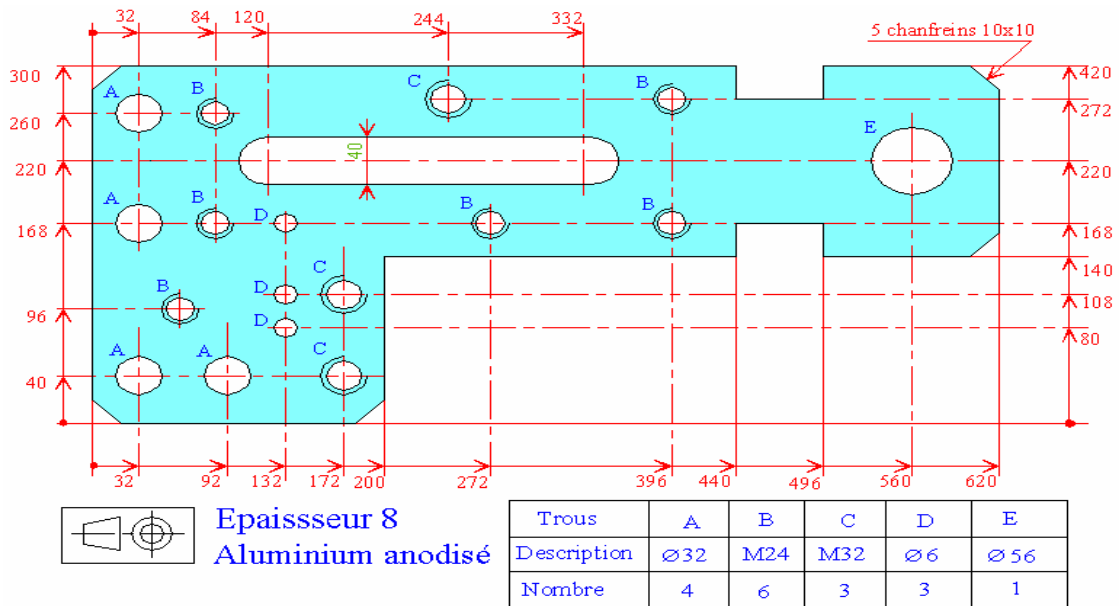 32 84 120 244 332
5 chanfreins 10x10
300 420
A B C B
272
260
E
40
220 220
A B D B B
168 168
C
140
B D
96 108
D
80
A A C
40
32 92 132 172 200 272 396 440 496 560 620
Epaissseur 8
Aluminium anodisé
Trous A B C D E
Description Ø32 M24 M32 Ø6 Ø56
Nombre 4 6 3 3 1